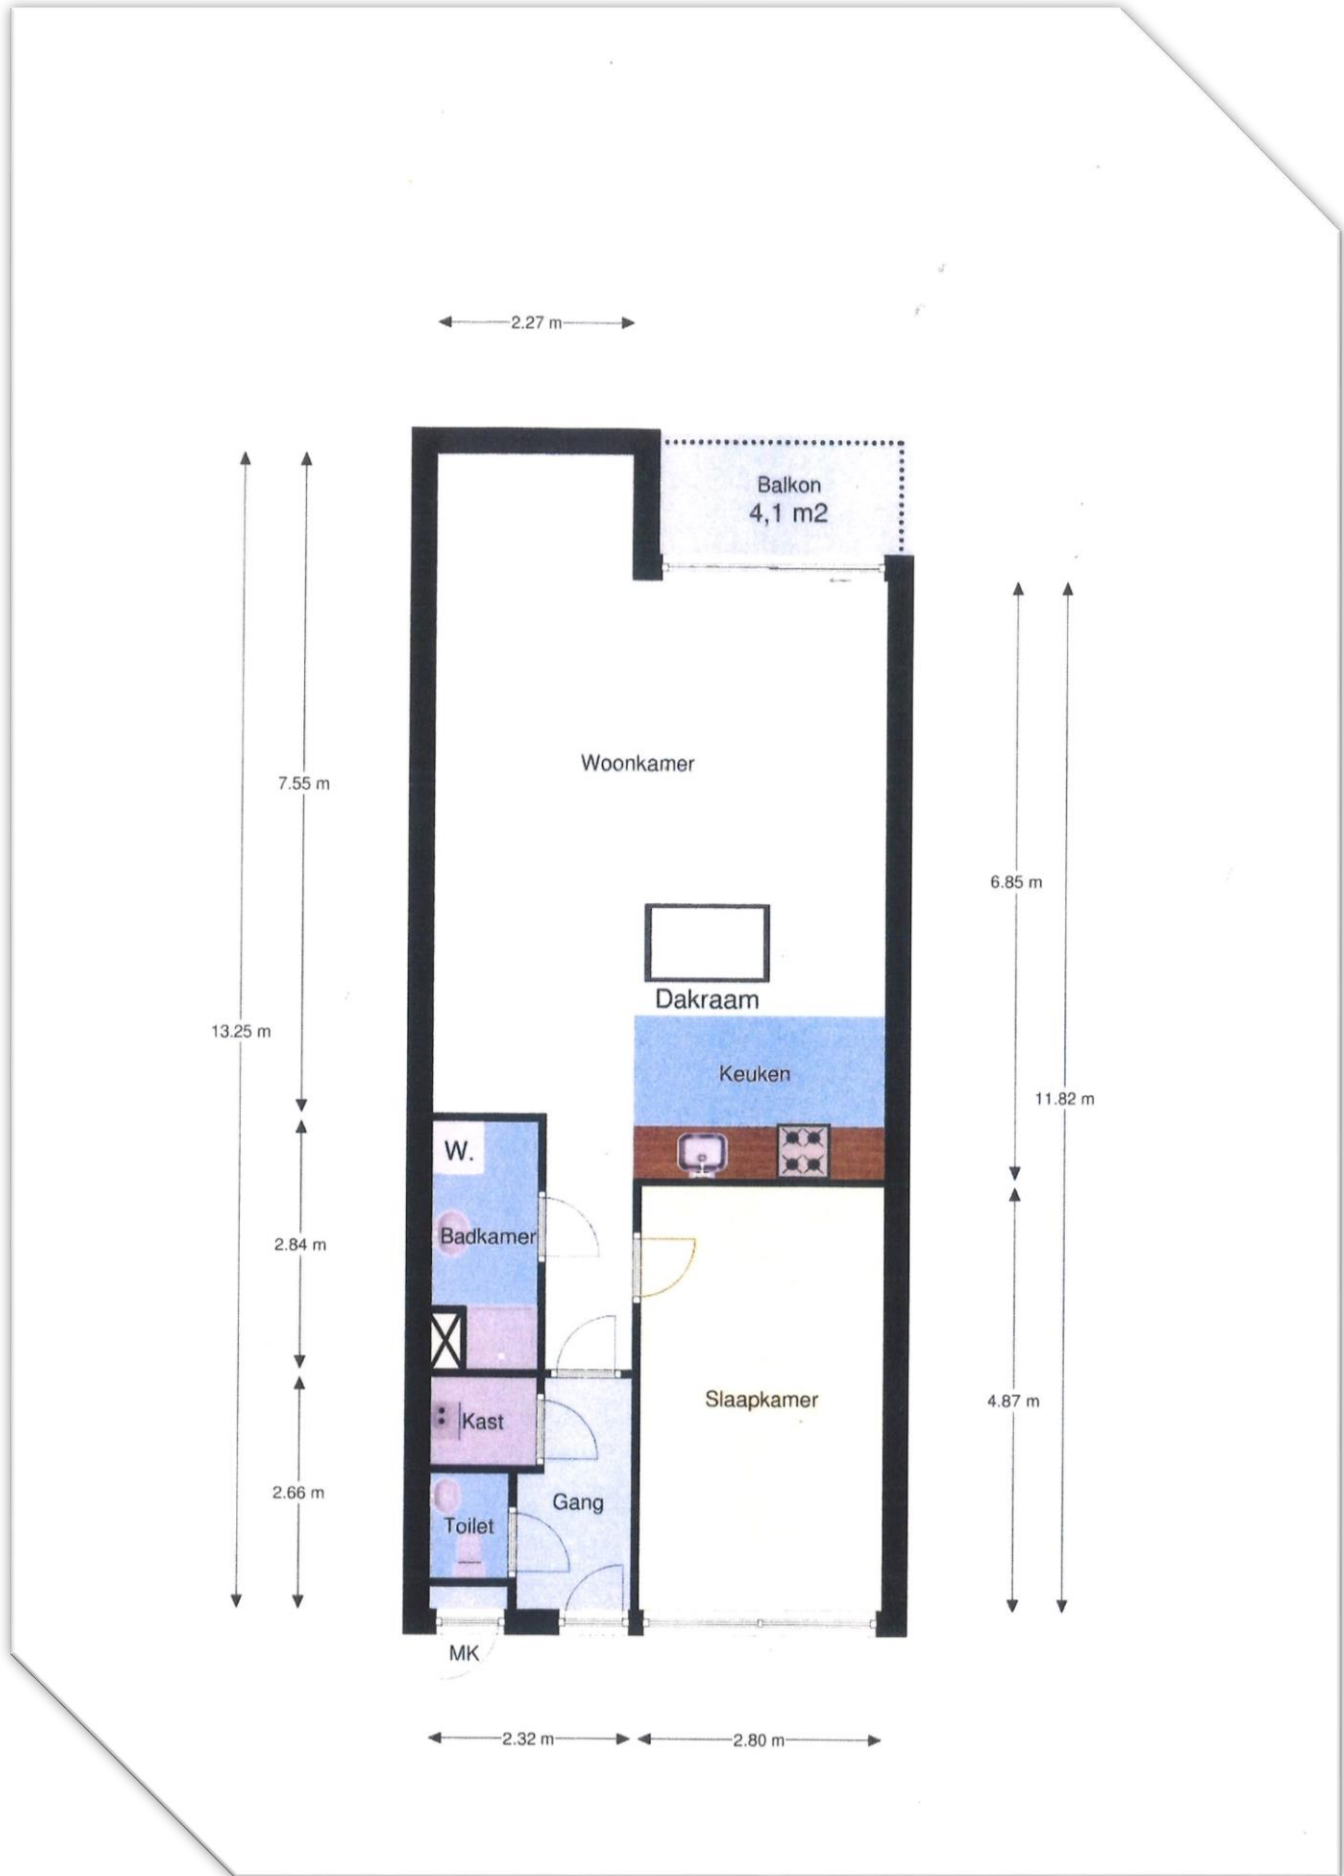 2.27 m
Balkon
4,1 m2
Woonkamer
7.55 m
6.85 m
Dakraam
13.25 m
Keuken
11.82 m
W.
Badkamer
2.84 m
Slaapkamer
4.87 m
Kast
2.66 m
Gang
Toilet
MK
2.32 m
2.80 m